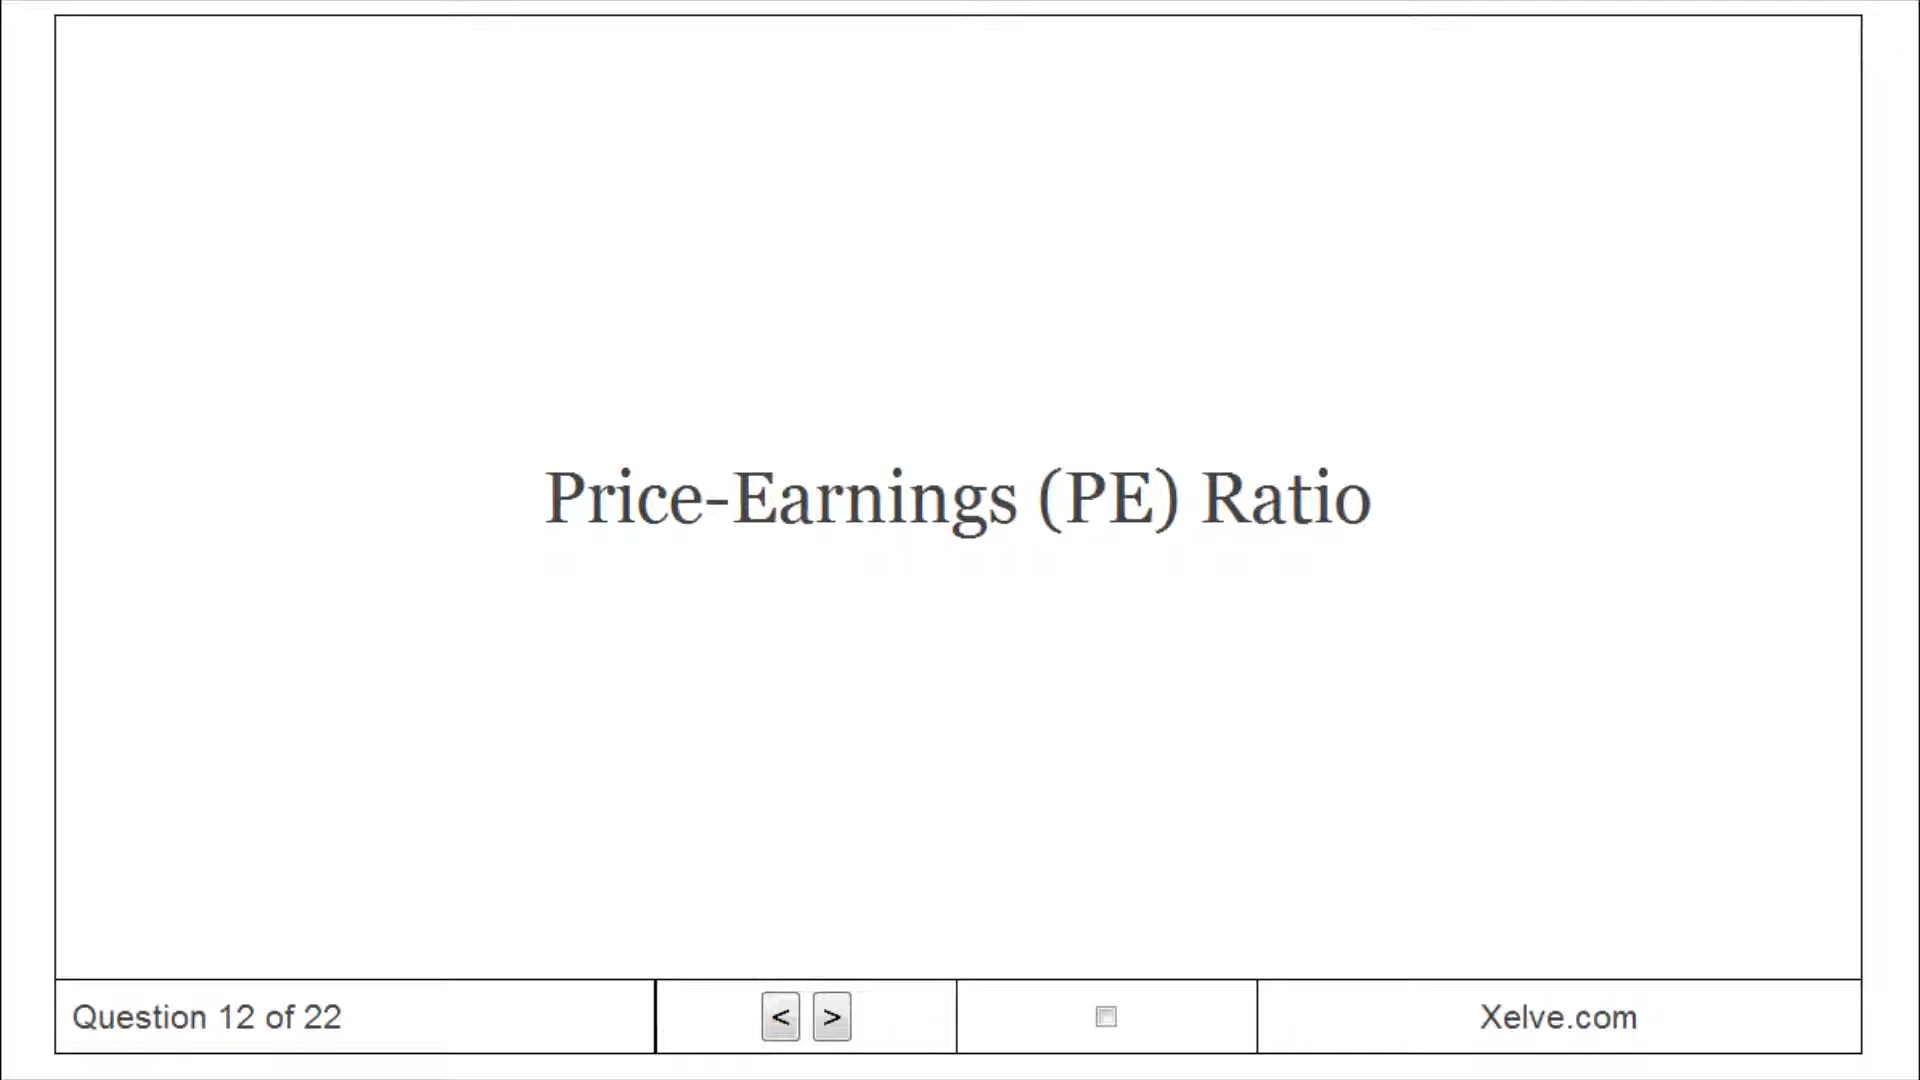 Price-Earnings (PE) Ratio
Question 12 of 22
< >
Xelve.com